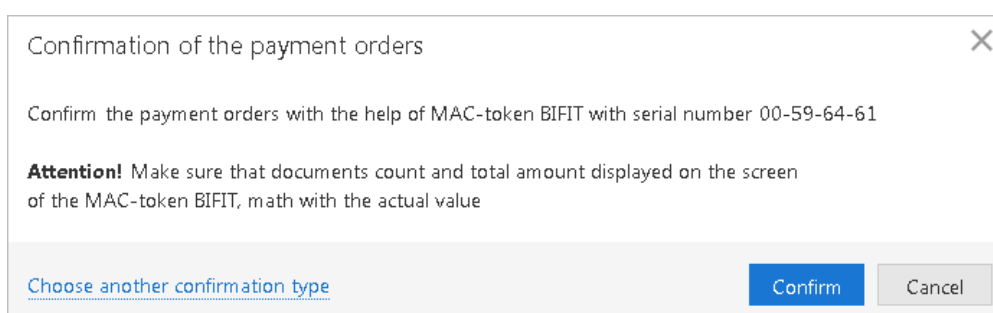 Confirmation of the payment orders
Confirm the payment orders with the help of MAC-token BIFIT with serial number 00-59-64-61
Attention! Make sure that documents count and total amount displayed on the screen
of the MAC-token BIFIT, math with the actual value
Choose another confirmation type
Confirm
Cancel